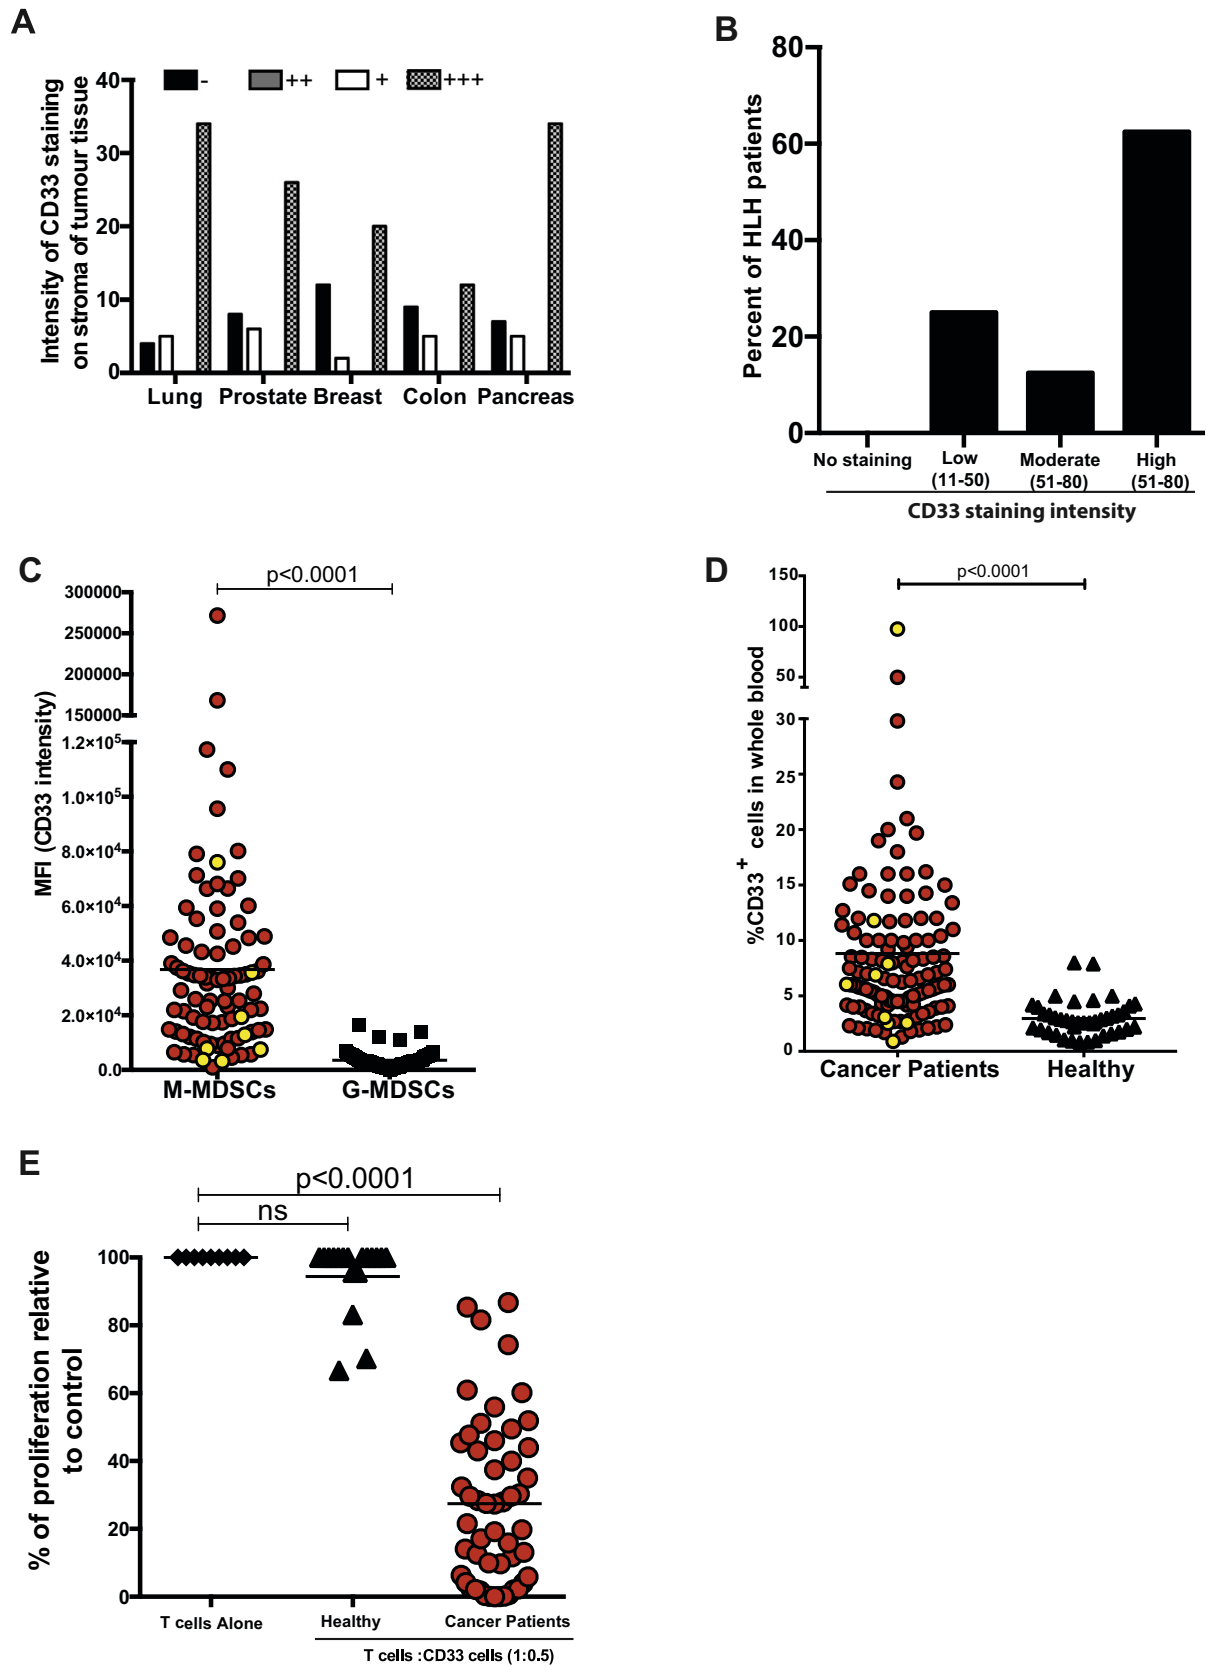 A
Intensity of CD33 staining
on stroma of tumour tissue
40
30
20
10
0
- ++ + +++
Lung Prostate Breast Colon Pancreas
B
Percent of HLH patients
80
60
40
20
0
No staining Low Moderate High
(11-50) (51-80) (51-80)
CD33 staining intensity
C
p<0.0001
MFI (CD33 intensity)
300000
250000
200000
150000
1.2×10⁵
1.0×10⁵
8.0×10⁴
6.0×10⁴
4.0×10⁴
2.0×10⁴
0.0
M-MDSCs G-MDSCs
D
p<0.0001
%CD33⁺ cells in whole blood
150
100
50
30
25
20
15
10
5
0
Cancer Patients Healthy
E
p<0.0001
ns
% of proliferation relative
to control
100
80
60
40
20
0
T cells Alone Healthy Cancer Patients
T cells :CD33 cells (1:0.5)